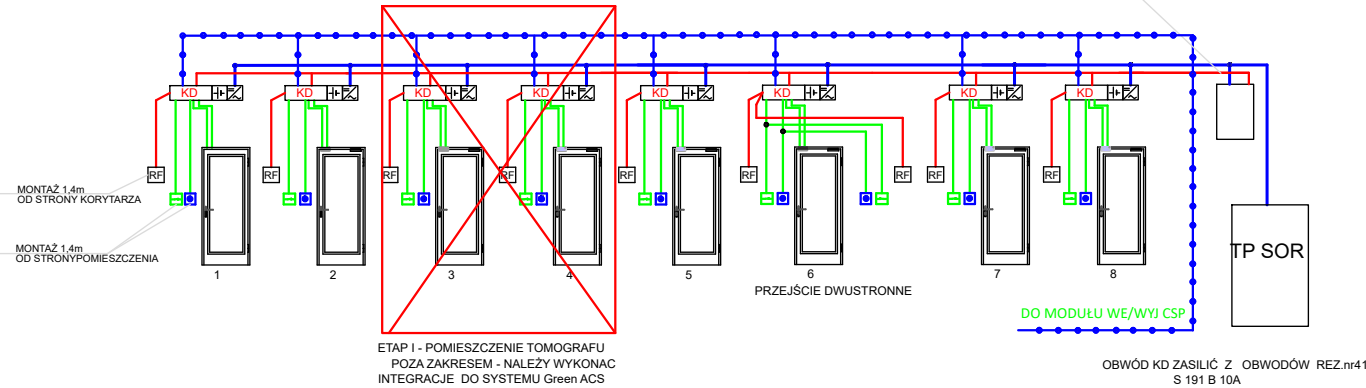 KD KD KD KD KD KD KD KD
RF RF RF RF RF RF RF RF RF
MONTAŻ 1,4m
OD STRONY KORYTARZA
MONTAŻ 1,4m
OD STRONYPOMIESZCZENIA
1 2 3 4 5 6 7 8
PRZEJŚCIE DWUSTRONNE
TP SOR
DO MODUŁU WE/WYJ CSP
ETAP I - POMIESZCZENIE TOMOGRAFU
POZA ZAKRESEM - NALEŻY WYKONAC
INTEGRACJE DO SYSTEMU Green ACS
OBWÓD KD ZASILIĆ Z OBWODÓW REZ.nr41
S 191 B 10A